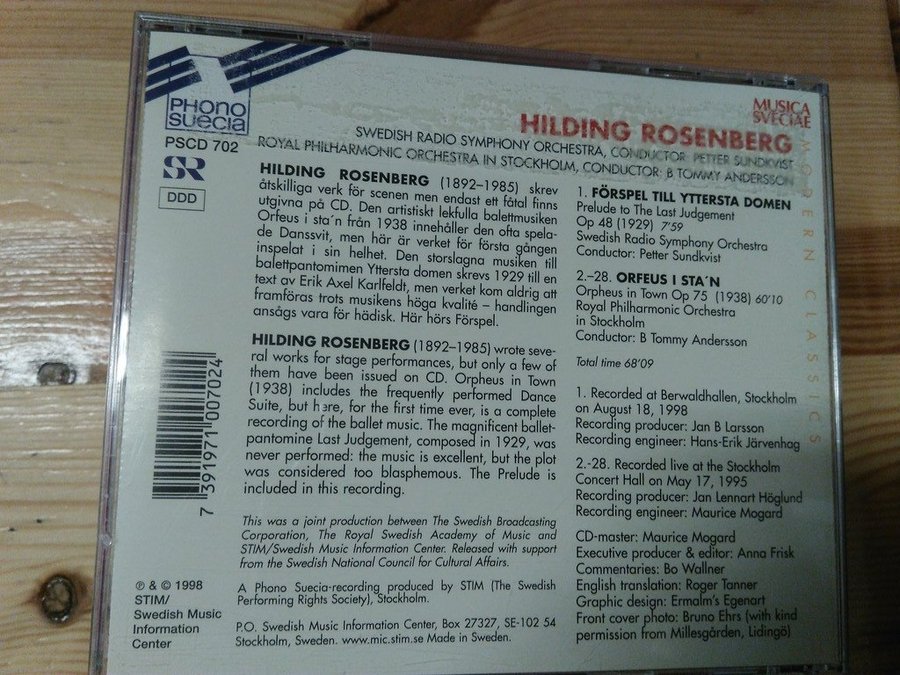 PHONO
suecia
PSCD 702
SR
DDD
MUSICA
SVECIAE
MODERN CLASSICS
HILDING ROSENBERG
SWEDISH RADIO SYMPHONY ORCHESTRA, CONDUCTOR: PETTER SUNDKVIST
ROYAL PHILHARMONIC ORCHESTRA IN STOCKHOLM, CONDUCTOR: B TOMMY ANDERSSON
HILDING ROSENBERG (1892–1985) skrev
åtskilliga verk för scenen men endast ett fåtal finns
utgivna på CD. Den artistiskt lekfulla balettmusiken
Orfeus i sta´n från 1938 innehåller den ofta spela-
de Danssvit, men här är verket för första gången
inspelat i sin helhet. Den storslagna musiken till
balettpantomimen Yttersta domen skrevs 1929 till en
text av Erik Axel Karlfeldt, men verket kom aldrig att
framföras trots musikens höga kvalité – handlingen
ansågs vara för hädisk. Här hörs Förspel.
HILDING ROSENBERG (1892–1985) wrote seve-
ral works for stage performances, but only a few of
them have been issued on CD. Orpheus in Town
(1938) includes the frequently performed Dance
Suite, but here, for the first time ever, is a complete
recording of the ballet music. The magnificent ballet-
pantomine Last Judgement, composed in 1929, was
never performed: the music is excellent, but the plot
was considered too blasphemous. The Prelude is
included in this recording.
This was a joint production between The Swedish Broadcasting
Corporation, The Royal Swedish Academy of Music and
STIM/Swedish Music Information Center. Released with support
from the Swedish National Council for Cultural Affairs.
A Phono Suecia-recording produced by STIM (The Swedish
Performing Rights Society), Stockholm.
P.O. Swedish Music Information Center, Box 27327, SE-102 54
Stockholm, Sweden. www.mic.stim.se Made in Sweden.
7 391971 007024
℗ & © 1998
STIM/
Swedish Music
Information
Center
1. FÖRSPEL TILL YTTERSTA DOMEN
Prelude to The Last Judgement
Op 48 (1929) 7'59
Swedish Radio Symphony Orchestra
Conductor: Petter Sundkvist
2.–28. ORFEUS I STA´N
Orpheus in Town Op 75 (1938) 60'10
Royal Philharmonic Orchestra
in Stockholm
Conductor: B Tommy Andersson
Total time 68'09
1. Recorded at Berwaldhallen, Stockholm
on August 18, 1998
Recording producer: Jan B Larsson
Recording engineer: Hans-Erik Järvenhag
2.-28. Recorded live at the Stockholm
Concert Hall on May 17, 1995
Recording producer: Jan Lennart Höglund
Recording engineer: Maurice Mogard
CD-master: Maurice Mogard
Executive producer & editor: Anna Frisk
Commentaries: Bo Wallner
English translation: Roger Tanner
Graphic design: Ermalm's Egenart
Front cover photo: Bruno Ehrs (with kind
permission from Millesgården, Lidingö)